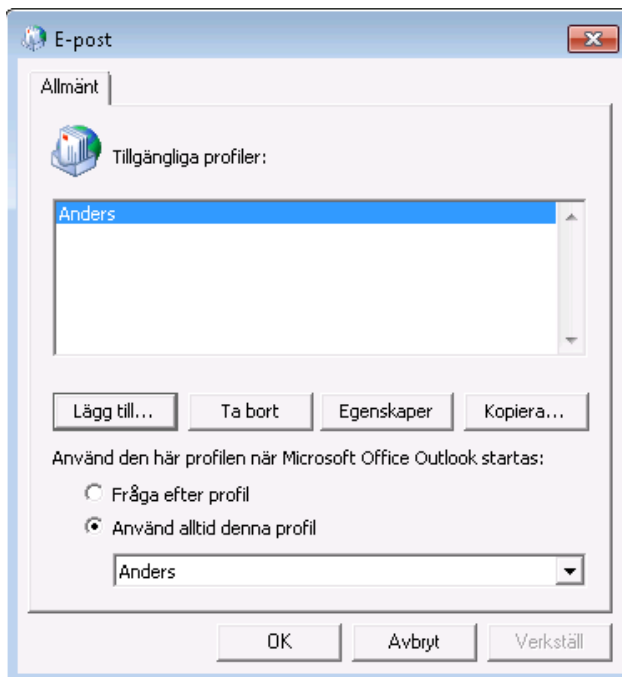 E-post
Allmänt
Tillgängliga profiler:
Anders
Lägg till... Ta bort Egenskaper Kopiera...
Använd den här profilen när Microsoft Office Outlook startas:
Fråga efter profil
Använd alltid denna profil
Anders
OK Avbryt Verkställ